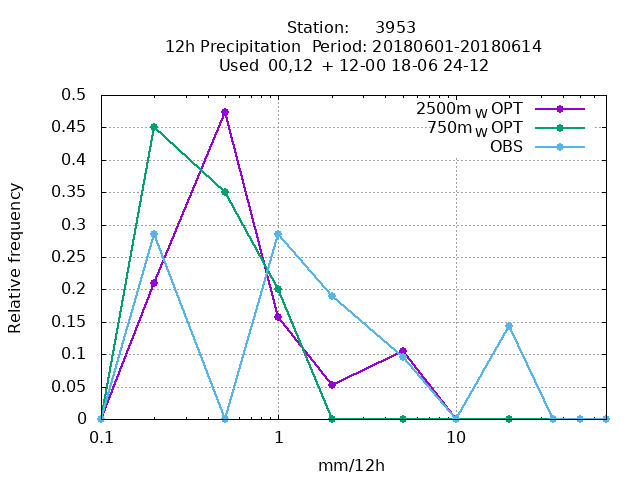 Station: 3953
12h Precipitation Period: 20180601-20180614
Used 00,12 + 12-00 18-06 24-12
0.5
0.45
0.4
0.35
0.3
0.25
0.2
0.15
0.1
0.05
0
Relative frequency
2500m W OPT
750m W OPT
OBS
0.1 1 10
mm/12h